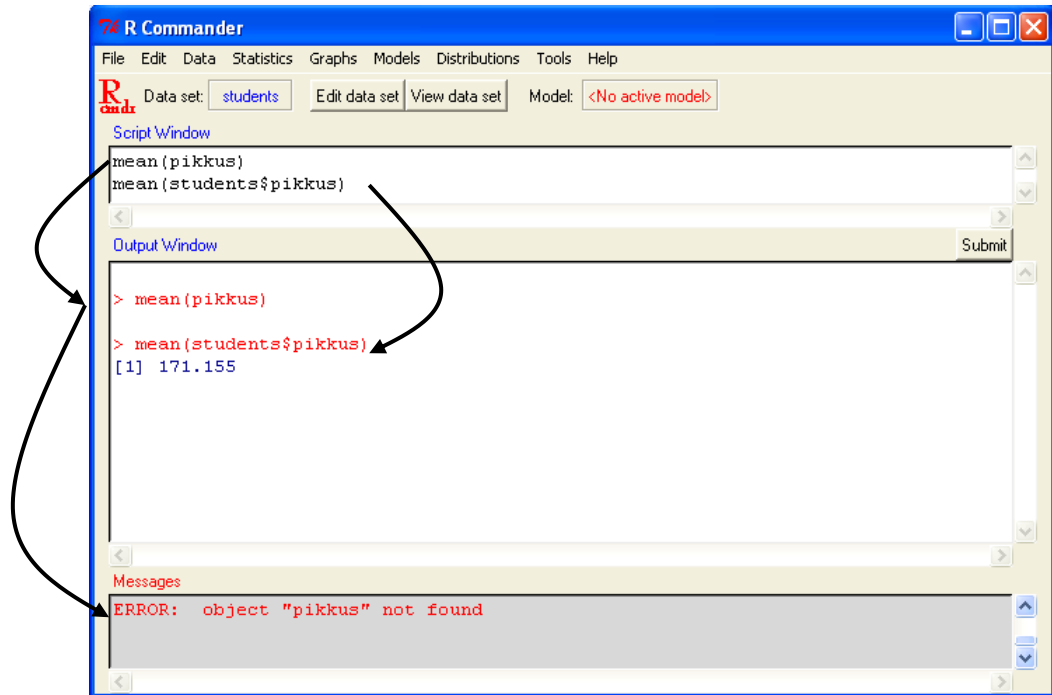 R Commander
File Edit Data Statistics Graphs Models Distributions Tools Help
R cmdr Data set: students Edit data set View data set Model: <No active model>
Script Window
mean(pikkus)
mean(students$pikkus)
Output Window Submit
> mean(pikkus)
> mean(students$pikkus)
[1] 171.155
Messages
ERROR: object "pikkus" not found